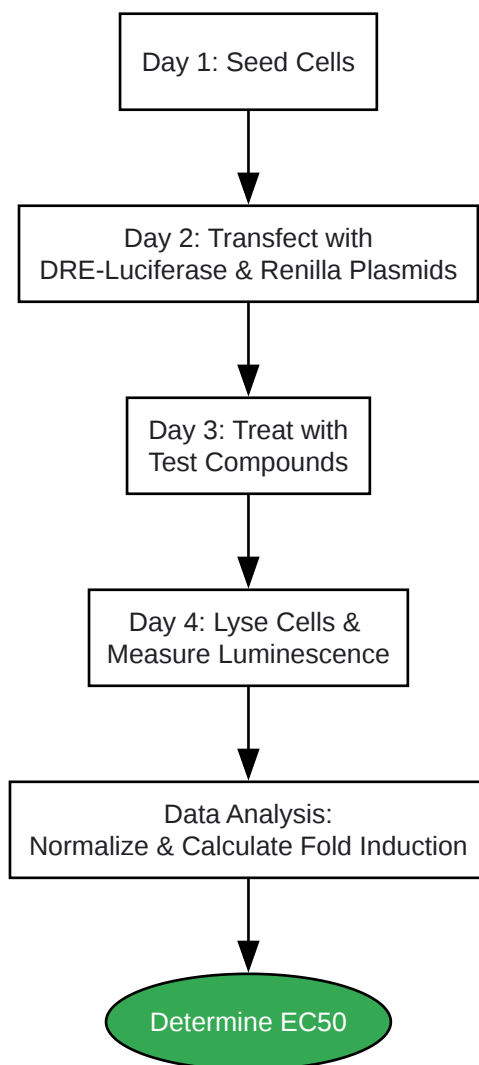 Day 1: Seed Cells
Day 2: Transfect with
DRE-Luciferase & Renilla Plasmids
Day 3: Treat with
Test Compounds
Day 4: Lyse Cells &
Measure Luminescence
Data Analysis:
Normalize & Calculate Fold Induction
Determine EC50